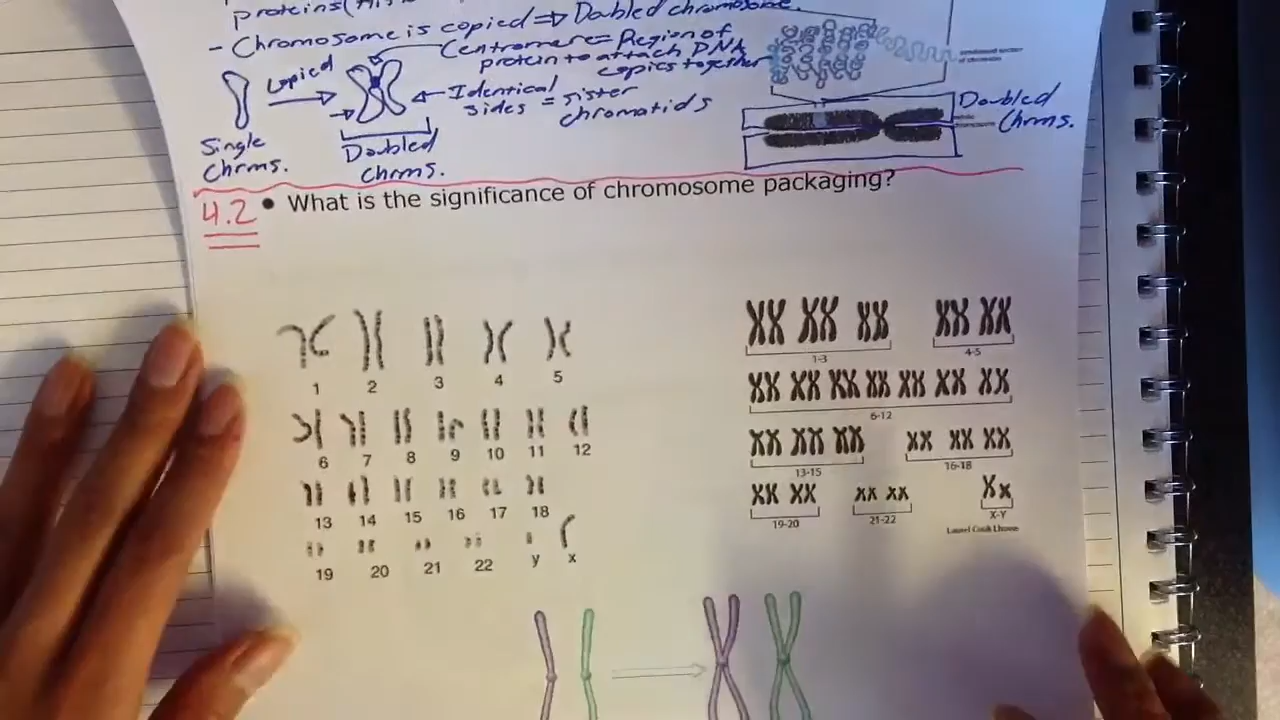 proteins
- Chromosome is copied => Doubled chromosome.
Centromere = Region of
protein to attach DNA
copies together
copied
Identical
sides = sister
chromatids
Single
Chrms.
Doubled
chrms.
Doubled
Chrms.
4.2 • What is the significance of chromosome packaging?
1 2 3 4 5
6 7 8 9 10 11 12
13 14 15 16 17 18
19 20 21 22 y x
1-3 4-5
6-12
13-15 16-18
19-20 21-22 X-Y